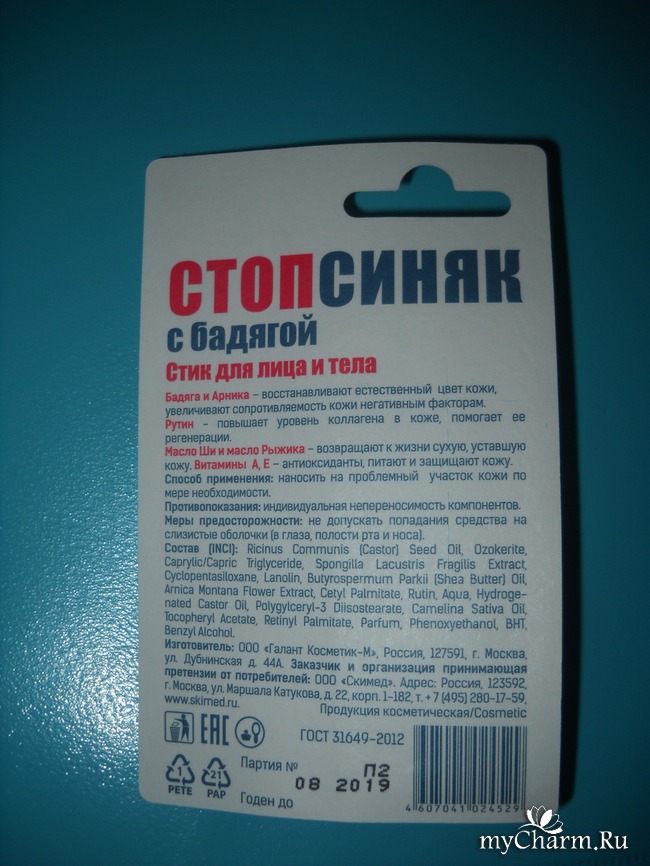 СТОПСИНЯК
с бадягой
Стик для лица и тела
Бадяга и Арника – восстанавливают естественный цвет кожи,
увеличивают сопротивляемость кожи негативным факторам.
Рутин – повышает уровень коллагена в коже, помогает ее
регенерации.
Масло Ши и масло Рыжика – возвращают к жизни сухую, уставшую
кожу. Витамины А, Е – антиоксиданты, питают и защищают кожу.
Способ применения: наносить на проблемный участок кожи по
мере необходимости.
Противопоказания: индивидуальная непереносимость компонентов.
Меры предосторожности: не допускать попадания средства на
слизистые оболочки (в глаза, полости рта и носа).
Состав (INCI): Ricinus Communis (Castor) Seed Oil, Ozokerite,
Caprylic/Capric Triglyceride, Spongilla Lacustris Fragilis Extract,
Cyclopentasiloxane, Lanolin, Butyrospermum Parkii (Shea Butter) Oil,
Arnica Montana Flower Extract, Cetyl Palmitate, Rutin, Aqua, Hydroge-
nated Castor Oil, Polyglyceryl-3 Diisostearate, Camelina Sativa Oil,
Tocopheryl Acetate, Retinyl Palmitate, Parfum, Phenoxyethanol, BHT,
Benzyl Alcohol.
Изготовитель: ООО «Галант Косметик-М», Россия, 127591, г. Москва,
ул. Дубнинская д. 44А. Заказчик и организация принимающая
претензии от потребителей: ООО «Скимед». Адрес: Россия, 123592,
г. Москва, ул. Маршала Катукова, д. 22, корп. 1-182, т. +7 (495) 280-17-59,
www.skimed.ru.
Продукция косметическая/Cosmetic
EAC
ГОСТ 31649-2012
1
PETE
21
PAP
Партия № П2
08 2019
Годен до
4 607041 024529
myCharm.Ru